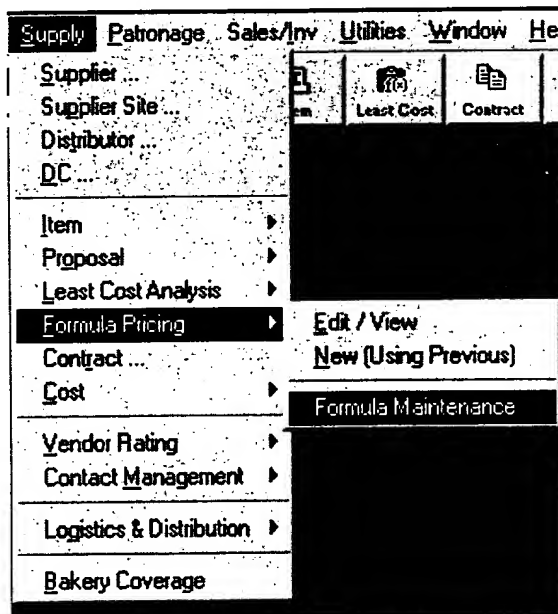 Supply Patronage Sales/Inv Utilities Window He
Supplier ...
Supplier Site ...
Distributor ...
DC ...
Least Cost Contract
Item
Proposal
Least Cost Analysis
Formula Pricing
Contract ...
Cost
Vendor Rating
Contact Management
Logistics & Distribution
Bakery Coverage
Edit / View
New (Using Previous)
Formula Maintenance